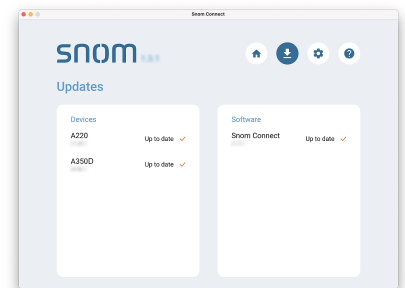 Snom Connect
snom
Updates
Devices
A220
Up to date
A350D
Up to date
Software
Snom Connect
Up to date